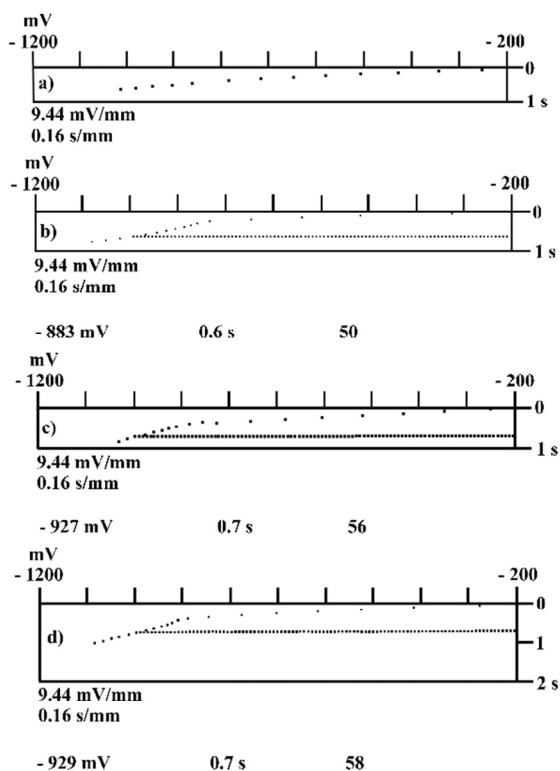 mV
- 1200 - 200
0
a)
1 s
9.44 mV/mm
0.16 s/mm
mV
- 1200 - 200
0
b)
1 s
9.44 mV/mm
0.16 s/mm
- 883 mV 0.6 s 50
mV
- 1200 - 200
0
c)
1 s
9.44 mV/mm
0.16 s/mm
- 927 mV 0.7 s 56
mV
- 1200 - 200
0
d)
1
2 s
9.44 mV/mm
0.16 s/mm
- 929 mV 0.7 s 58